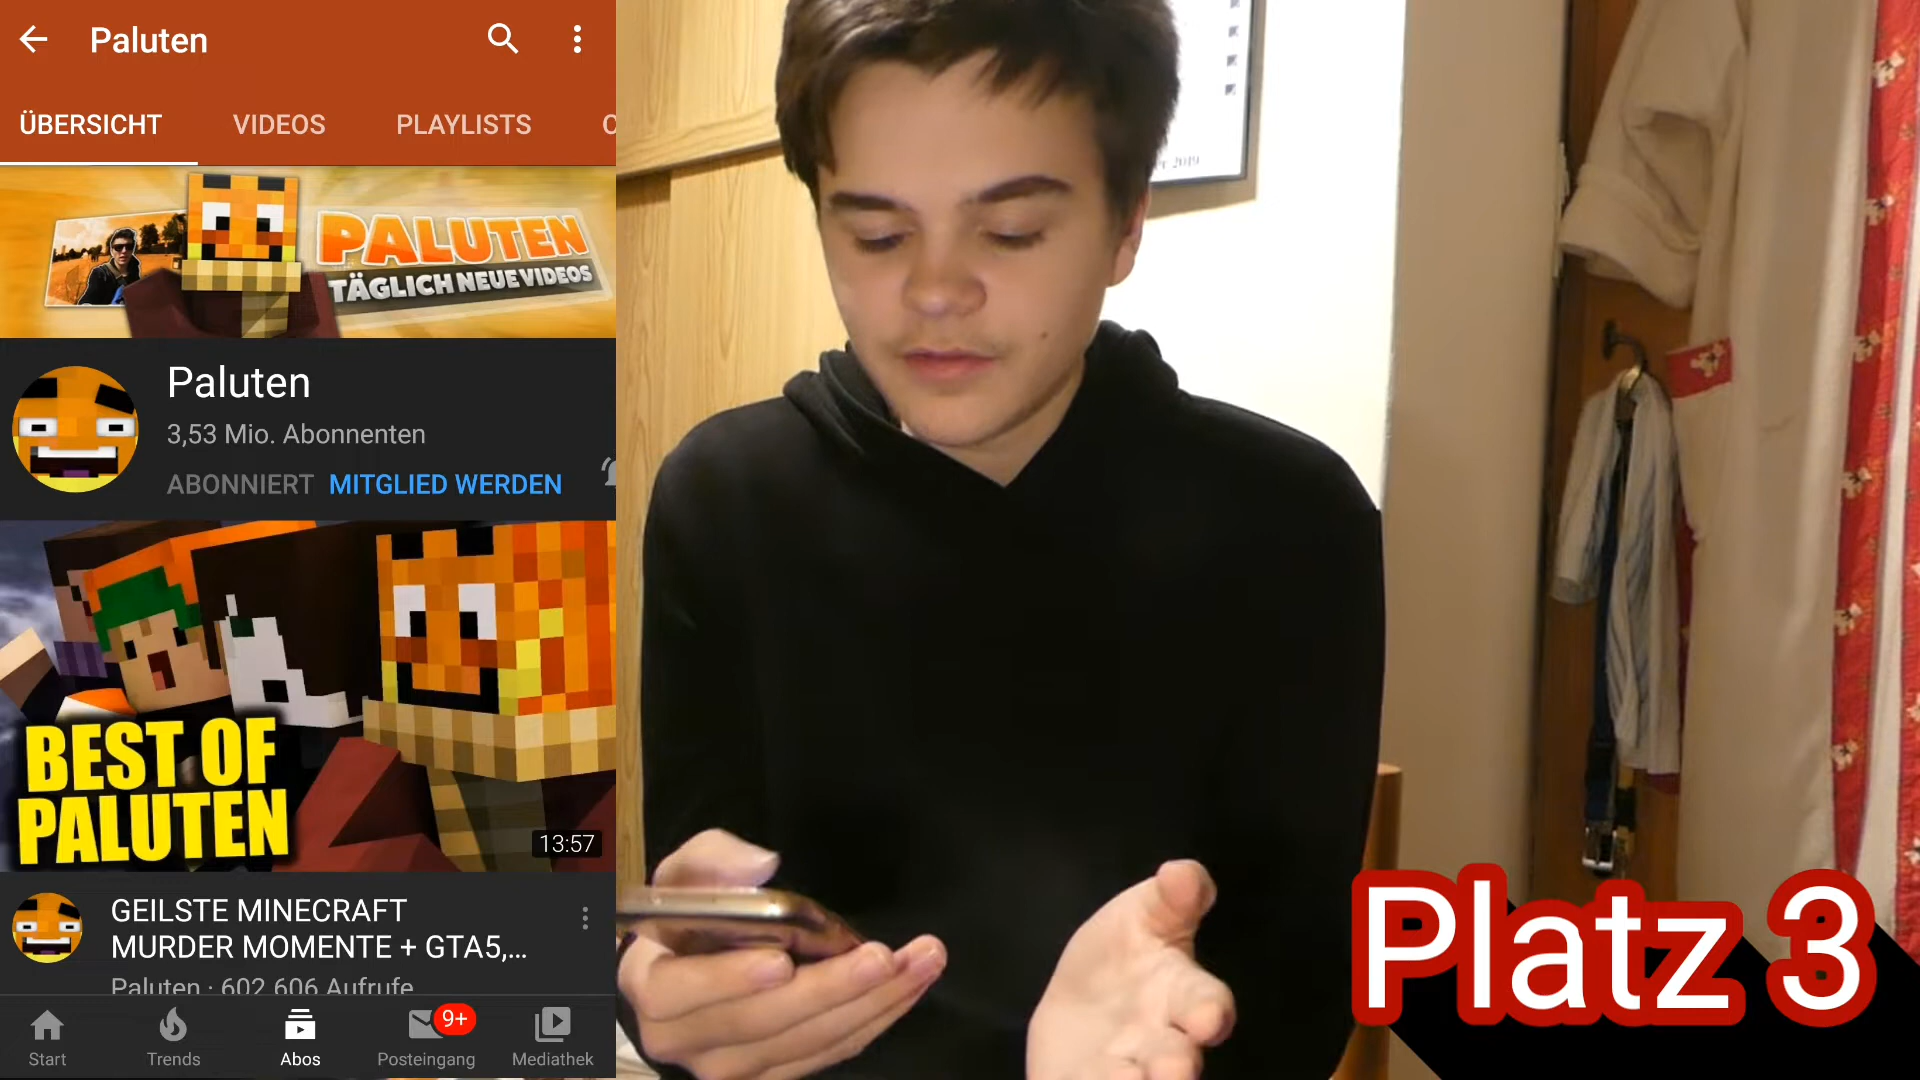 Paluten
ÜBERSICHT VIDEOS PLAYLISTS
PALUTEN
TÄGLICH NEUE VIDEOS
Paluten
3,53 Mio. Abonnenten
ABONNIERT MITGLIED WERDEN
BEST OF
PALUTEN
13:57
GEILSTE MINECRAFT
MURDER MOMENTE + GTA5,...
Paluten · 602 606 Aufrufe
9+
Start Trends Abos Posteingang Mediathek
2019
Platz 3